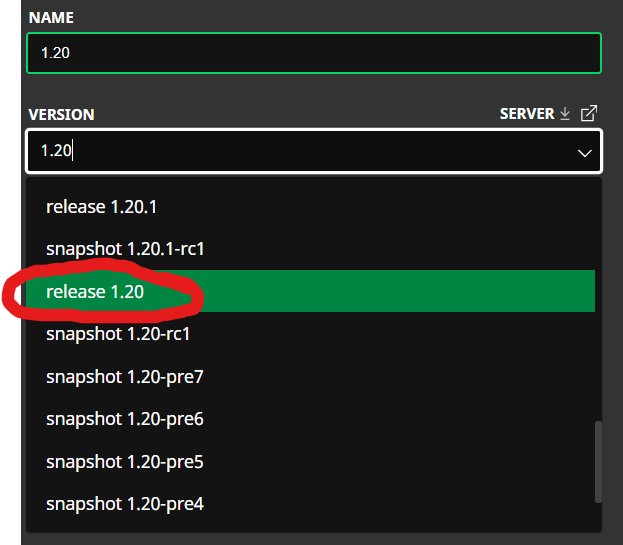 NAME
1.20
VERSION
SERVER
1.20
release 1.20.1
snapshot 1.20.1-rc1
release 1.20
snapshot 1.20-rc1
snapshot 1.20-pre7
snapshot 1.20-pre6
snapshot 1.20-pre5
snapshot 1.20-pre4